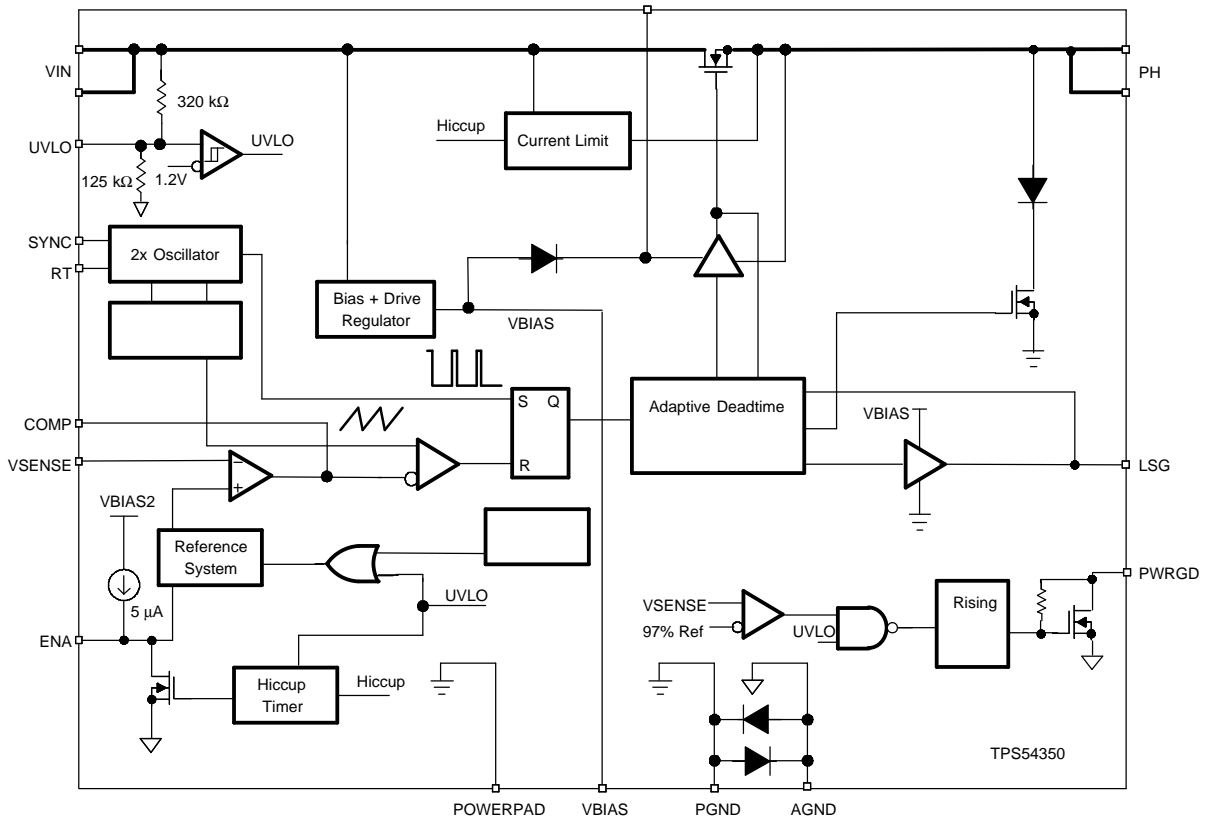 VIN
PH
320 kΩ
Hiccup
Current Limit
UVLO
UVLO
125 kΩ
1.2V
SYNC
2x Oscillator
RT
Bias + Drive
Regulator
VBIAS
S Q
Adaptive Deadtime
VBIAS
COMP
−
VSENSE
R
LSG
+
VBIAS2
Reference
System
PWRGD
5 μA
UVLO
VSENSE
Rising
97% Ref
UVLO
ENA
Hiccup
Timer
Hiccup
TPS54350
POWERPAD
VBIAS
PGND
AGND